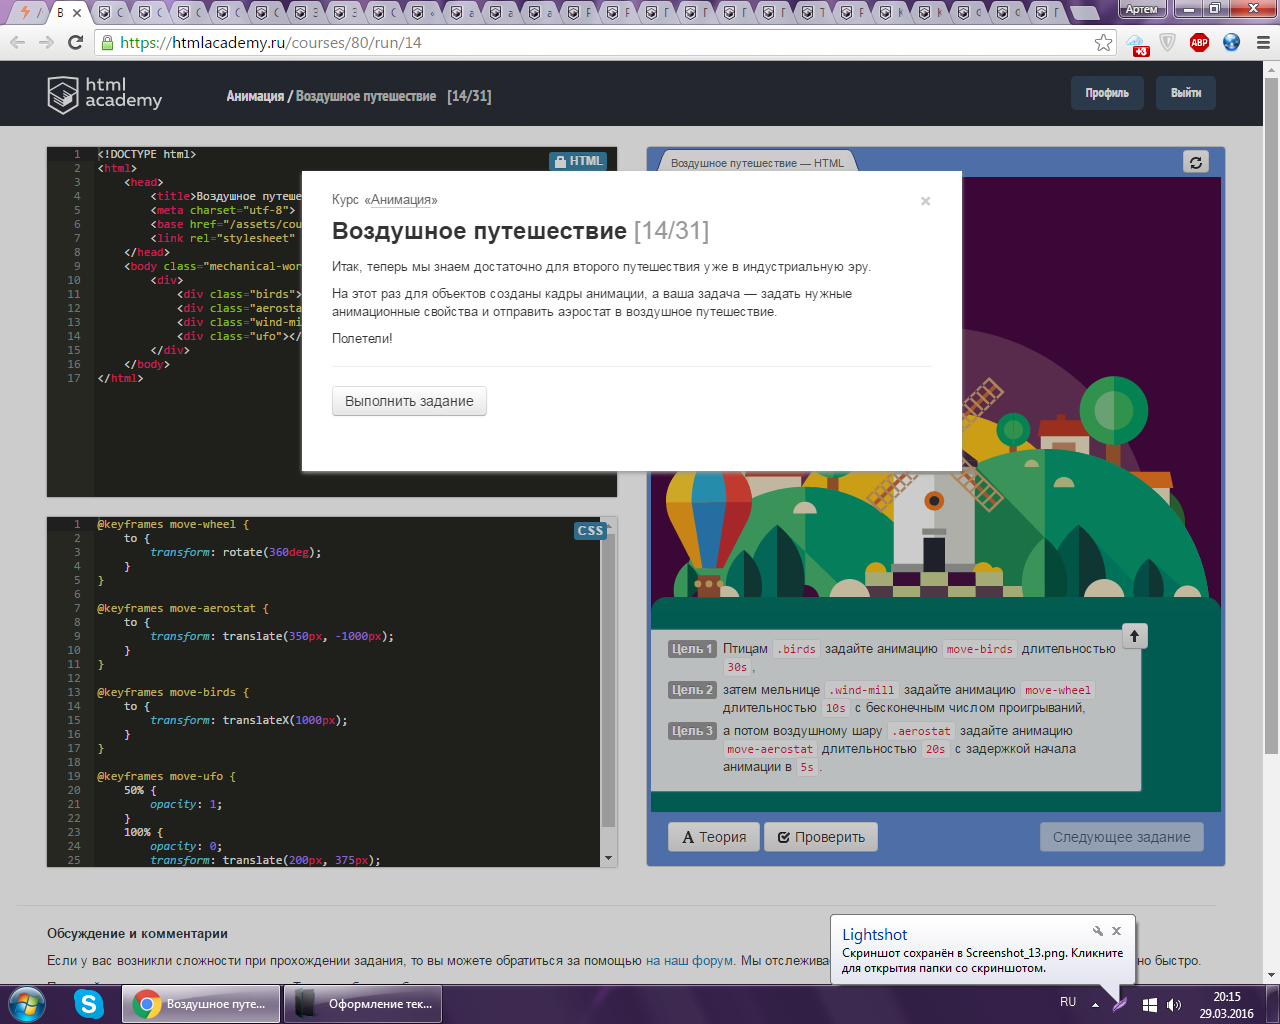 Артем
https://htmlacademy.ru/courses/80/run/14
+3
ABP
html
academy
Анимация / Воздушное путешествие [14/31]
Профиль
Выйти
1 <!DOCTYPE html>
2 <html>
3 <head>
4 <title>Воздушное путеше
5 <meta charset="utf-8">
6 <base href="/assets/cou
7 <link rel="stylesheet"
8 </head>
9 <body class="mechanical-wor
10 <div>
11 <div class="birds">
12 <div class="aerosta
13 <div class="wind-mi
14 <div class="ufo"></
15 </div>
16 </body>
17 </html>
HTML
Воздушное путешествие — HTML
Курс «Анимация»
Воздушное путешествие [14/31]
Итак, теперь мы знаем достаточно для второго путешествия уже в индустриальную эру.
На этот раз для объектов созданы кадры анимации, а ваша задача — задать нужные
анимационные свойства и отправить аэростат в воздушное путешествие.
Полетели!
Выполнить задание
CSS
1 @keyframes move-wheel {
2 to {
3 transform: rotate(360deg);
4 }
5 }
6
7 @keyframes move-aerostat {
8 to {
9 transform: translate(350px, -1000px);
10 }
11 }
12
13 @keyframes move-birds {
14 to {
15 transform: translateX(1000px);
16 }
17 }
18
19 @keyframes move-ufo {
20 50% {
21 opacity: 1;
22 }
23 100% {
24 opacity: 0;
25 transform: translate(200px, 375px);
Цель 1 Птицам .birds задайте анимацию move-birds длительностью
30s ,
Цель 2 затем мельнице .wind-mill задайте анимацию move-wheel
длительностью 10s с бесконечным числом проигрываний,
Цель 3 а потом воздушному шару .aerostat задайте анимацию
move-aerostat длительностью 20s с задержкой начала
анимации в 5s .
Теория
Проверить
Следующее задание
Обсуждение и комментарии
Если у вас возникли сложности при прохождении задания, то вы можете обратиться за помощью на наш форум. Мы отслежива
но быстро.
Lightshot
Скриншот сохранён в Screenshot_13.png. Кликните
для открытия папки со скриншотом.
Воздушное путе...
Оформление тек...
RU
20:15
29.03.2016